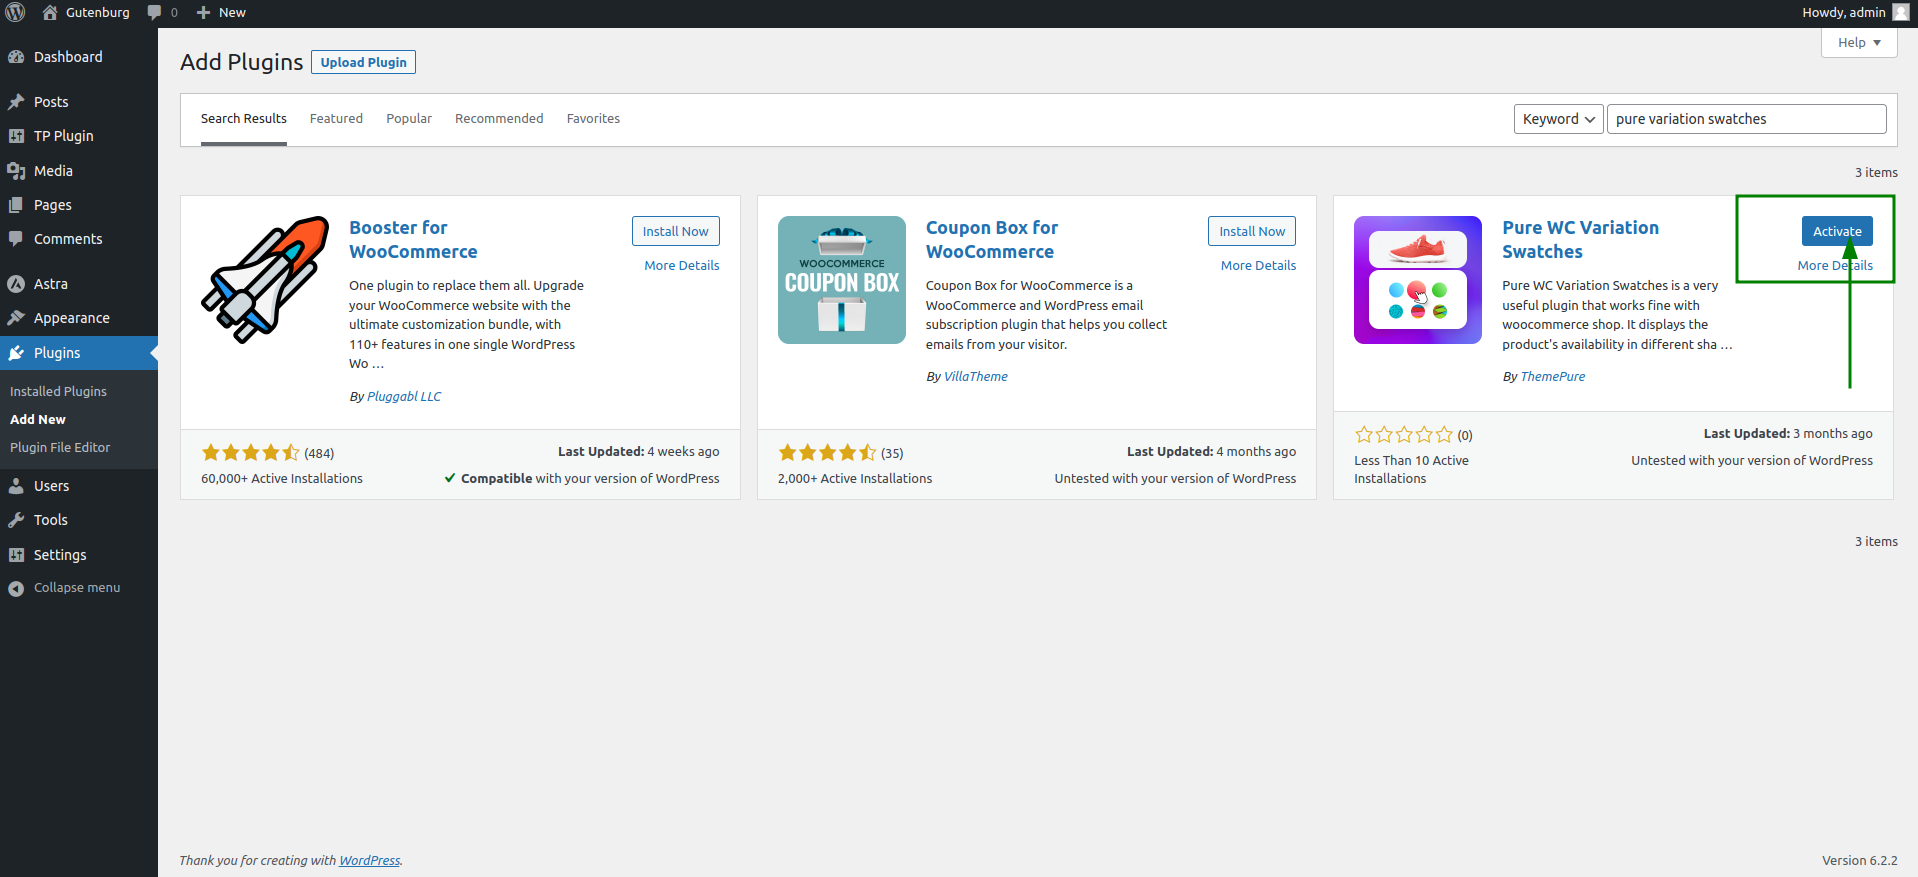 Gutenburg 0 New Howdy, admin
Help
Dashboard
Posts
TP Plugin
Media
Pages
Comments
Astra
Appearance
Plugins
Installed Plugins
Add New
Plugin File Editor
Users
Tools
Settings
Collapse menu
Add Plugins Upload Plugin
Search Results Featured Popular Recommended Favorites Keyword pure variation swatches
3 items
Booster for
WooCommerce
Install Now
More Details
One plugin to replace them all. Upgrade
your WooCommerce website with the
ultimate customization bundle, with
110+ features in one single WordPress
Wo …
By Pluggabl LLC
(484)
Last Updated: 4 weeks ago
60,000+ Active Installations
Compatible with your version of WordPress
WOOCOMMERCE
COUPON BOX
Coupon Box for
WooCommerce
Install Now
More Details
Coupon Box for WooCommerce is a
WooCommerce and WordPress email
subscription plugin that helps you collect
emails from your visitor.
By VillaTheme
(35)
Last Updated: 4 months ago
2,000+ Active Installations
Untested with your version of WordPress
Pure WC Variation
Swatches
Activate
More Details
Pure WC Variation Swatches is a very
useful plugin that works fine with
woocommerce shop. It displays the
product's availability in different sha …
By ThemePure
(0)
Last Updated: 3 months ago
Less Than 10 Active
Installations
Untested with your version of WordPress
3 items
Thank you for creating with WordPress.
Version 6.2.2